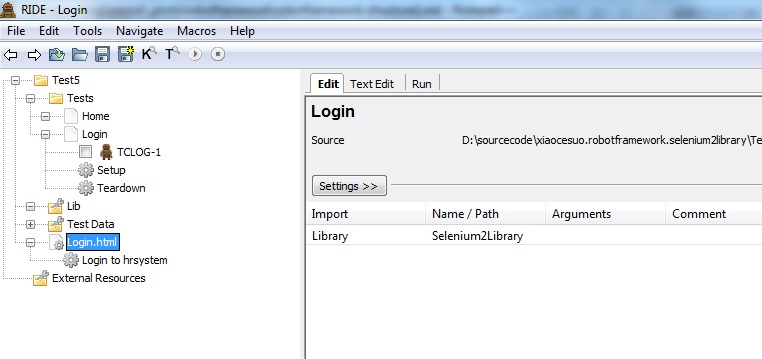 RIDE - Login
File Edit Tools Navigate Macros Help
K T
Test5
Tests
Home
Login
TCLOG-1
Setup
Teardown
Lib
Test Data
Login.html
Login to hrsystem
External Resources
Edit Text Edit Run
Login
Source D:\sourcecode\xiaocesuo.robotframework.selenium2library\Te
Settings >>
Import Name / Path Arguments Comment
Library Selenium2Library